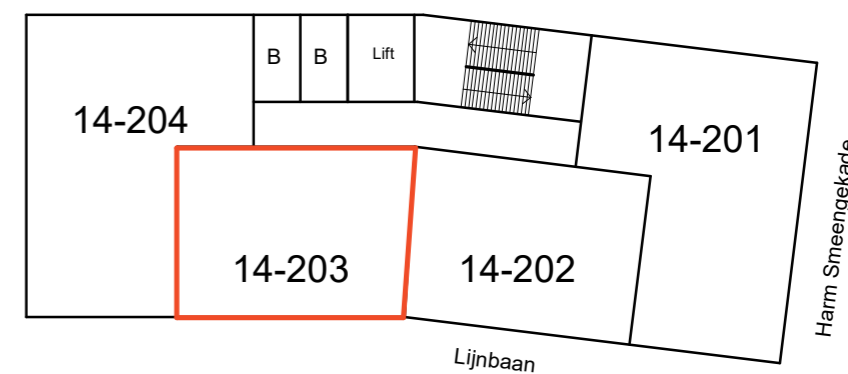 B B Lift
14-204
14-201
14-203 14-202
Harm Smeengekade
Lijnbaan